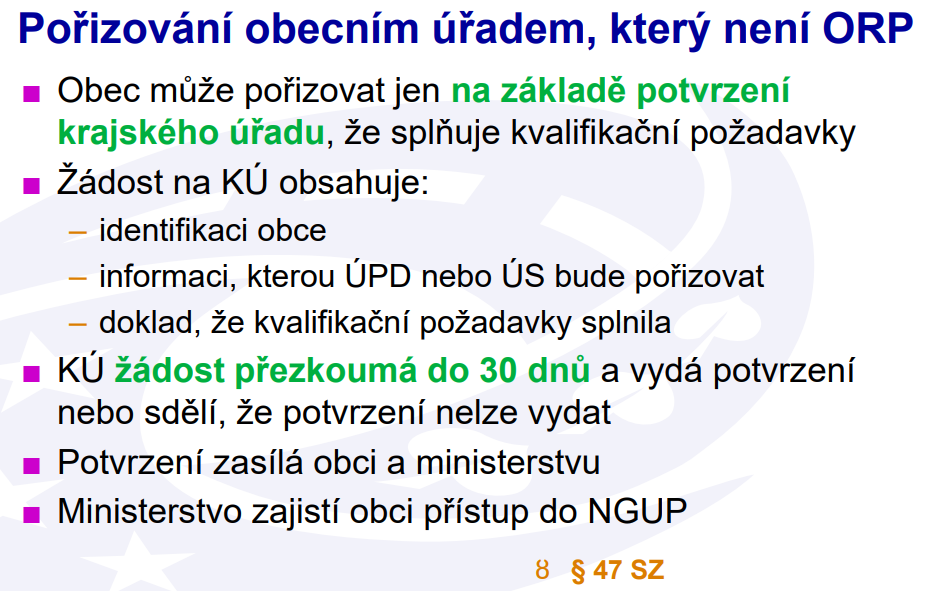 Pořizování obecním úřadem, který není ORP
■ Obec může pořizovat jen na základě potvrzení
krajského úřadu, že splňuje kvalifikační požadavky
■ Žádost na KÚ obsahuje:
– identifikaci obce
– informaci, kterou ÚPD nebo ÚS bude pořizovat
– doklad, že kvalifikační požadavky splnila
■ KÚ žádost přezkoumá do 30 dnů a vydá potvrzení
nebo sdělí, že potvrzení nelze vydat
■ Potvrzení zasílá obci a ministerstvu
■ Ministerstvo zajistí obci přístup do NGUP
8 § 47 SZ